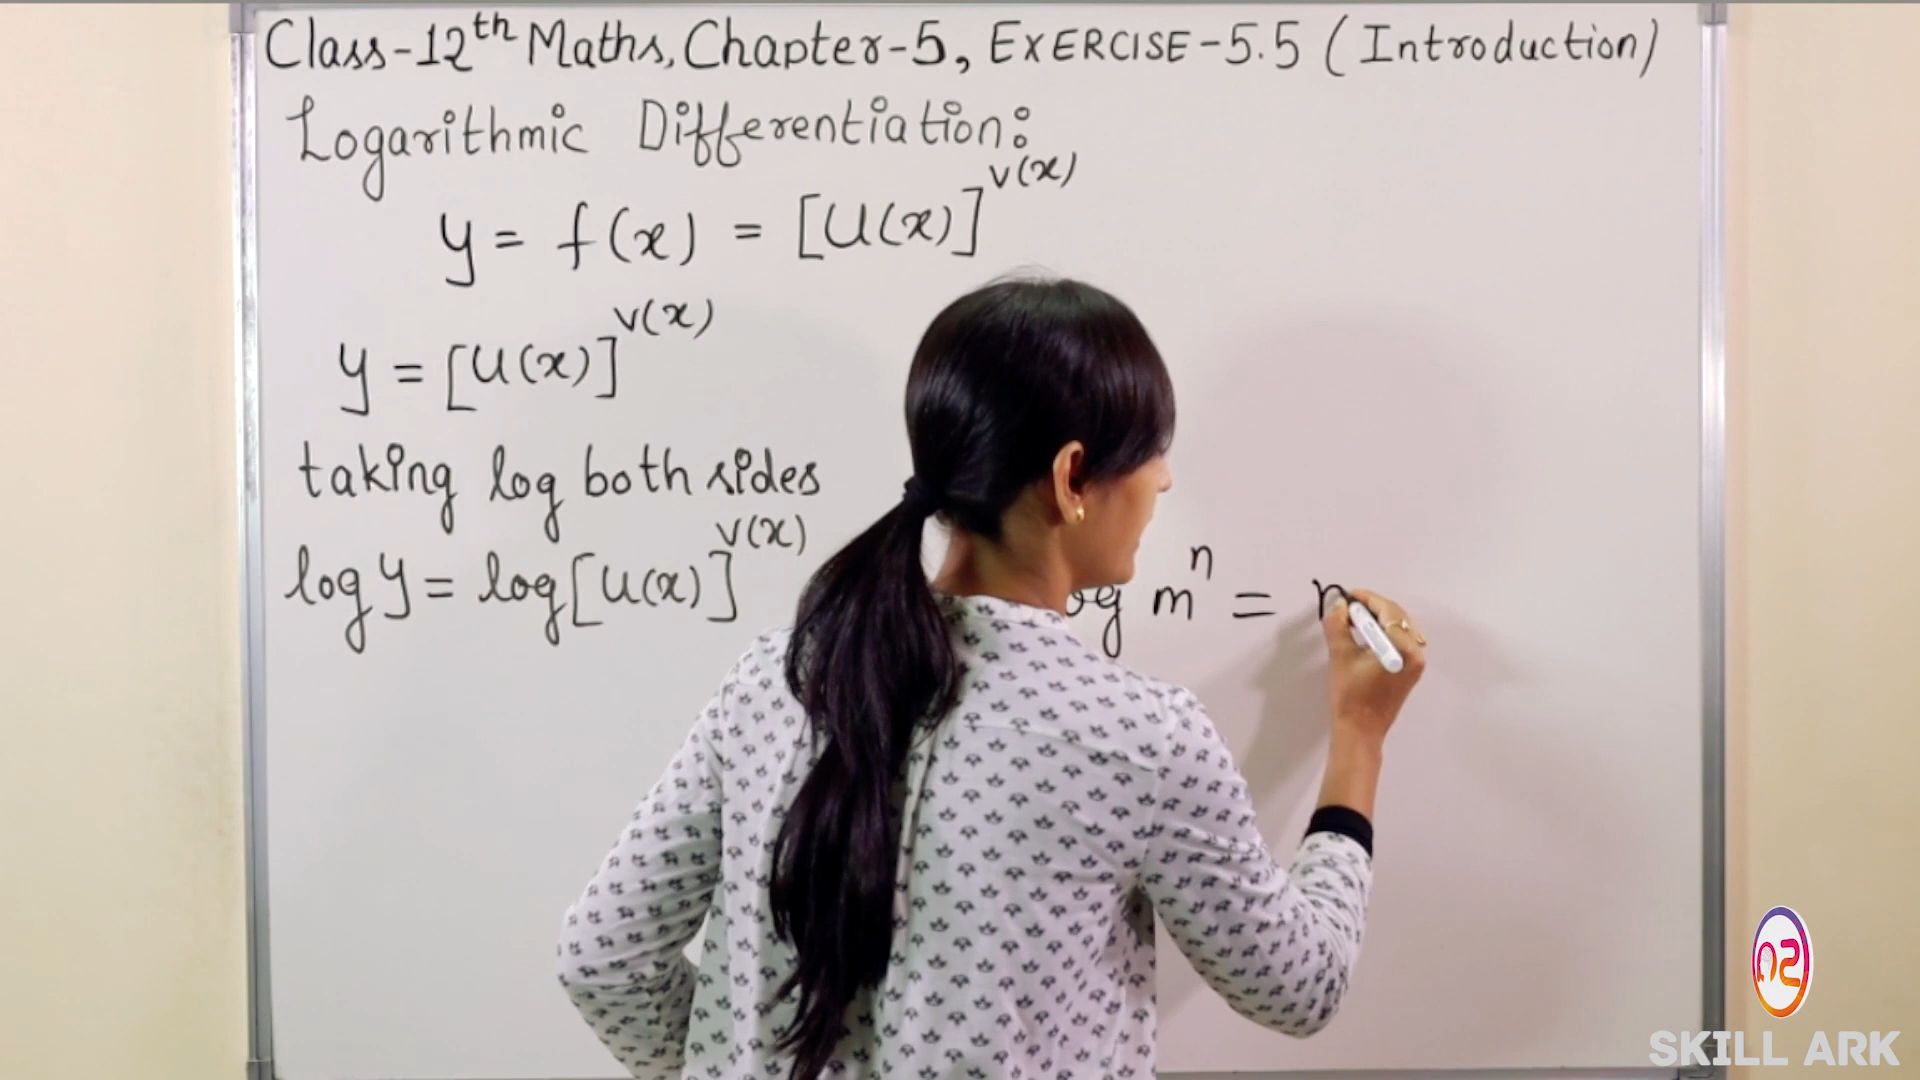 Class-12th Maths, Chapter-5, EXERCISE-5.5 (Introduction)
Logarithmic Differentiation:
y = f(x) = [U(x)]^v(x)
y = [U(x)]^v(x)
taking log both sides
log y = log [U(x)]^v(x) m^n =
SKILL ARK